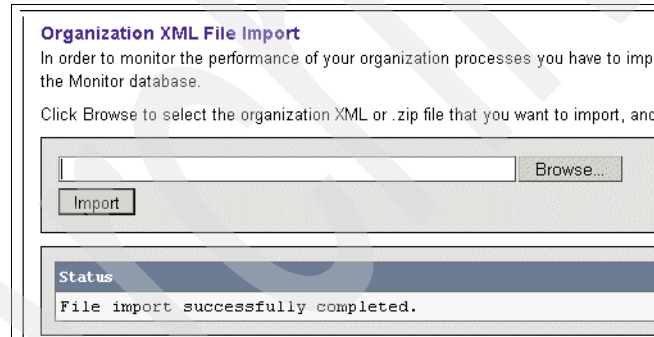 Organization XML File Import
In order to monitor the performance of your organization processes you have to imp
the Monitor database.
Click Browse to select the organization XML or .zip file that you want to import, and
Browse...
Import
Status
File import successfully completed.